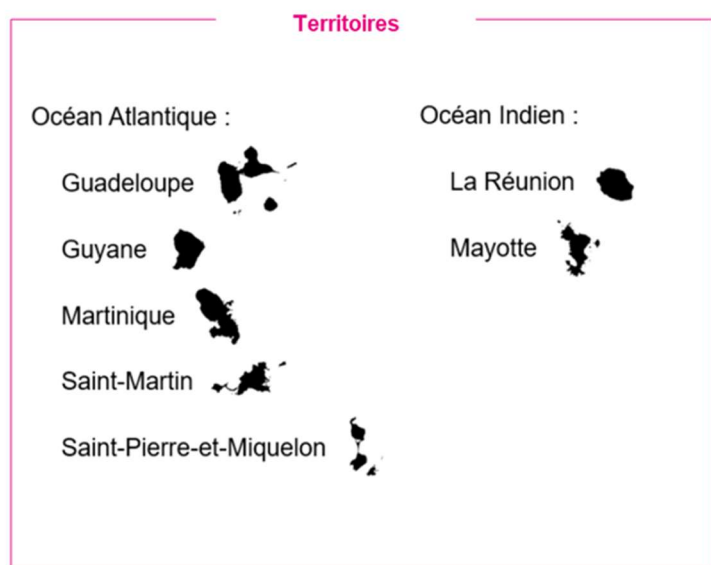 Territoires
Océan Atlantique :
Guadeloupe
Guyane
Martinique
Saint-Martin
Saint-Pierre-et-Miquelon
Océan Indien :
La Réunion
Mayotte